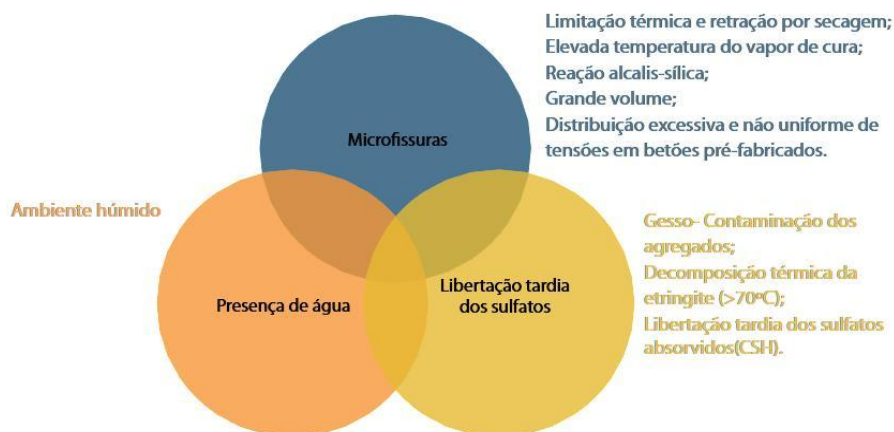 Limitação térmica e retração por secagem;
Elevada temperatura do vapor de cura;
Reação alcalis-sílica;
Grande volume;
Distribuição excessiva e não uniforme de
tensões em betões pré-fabricados.
Microfissuras
Ambiente húmido
Presença de água
Libertação tardia
dos sulfatos
Gesso- Contaminação dos
agregados;
Decomposição térmica da
etringite (>70ºC);
Libertação tardia dos sulfatos
absorvidos(CSH).